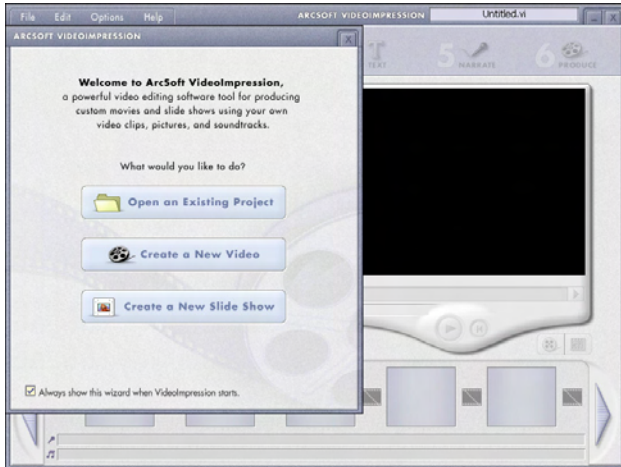 File Edit Options Help ARCSOFT VIDEOIMPRESSION Untitled.vi
ARCSOFT VIDEOIMPRESSION X
TEXT 5 NARRATE 6 PRODUCE
Welcome to ArcSoft VideoImpression,
a powerful video editing software tool for producing
custom movies and slide shows using your own
video clips, pictures, and soundtracks.
What would you like to do?
Open an Existing Project
Create a New Video
Create a New Slide Show
Always show this wizard when VideoImpression starts.